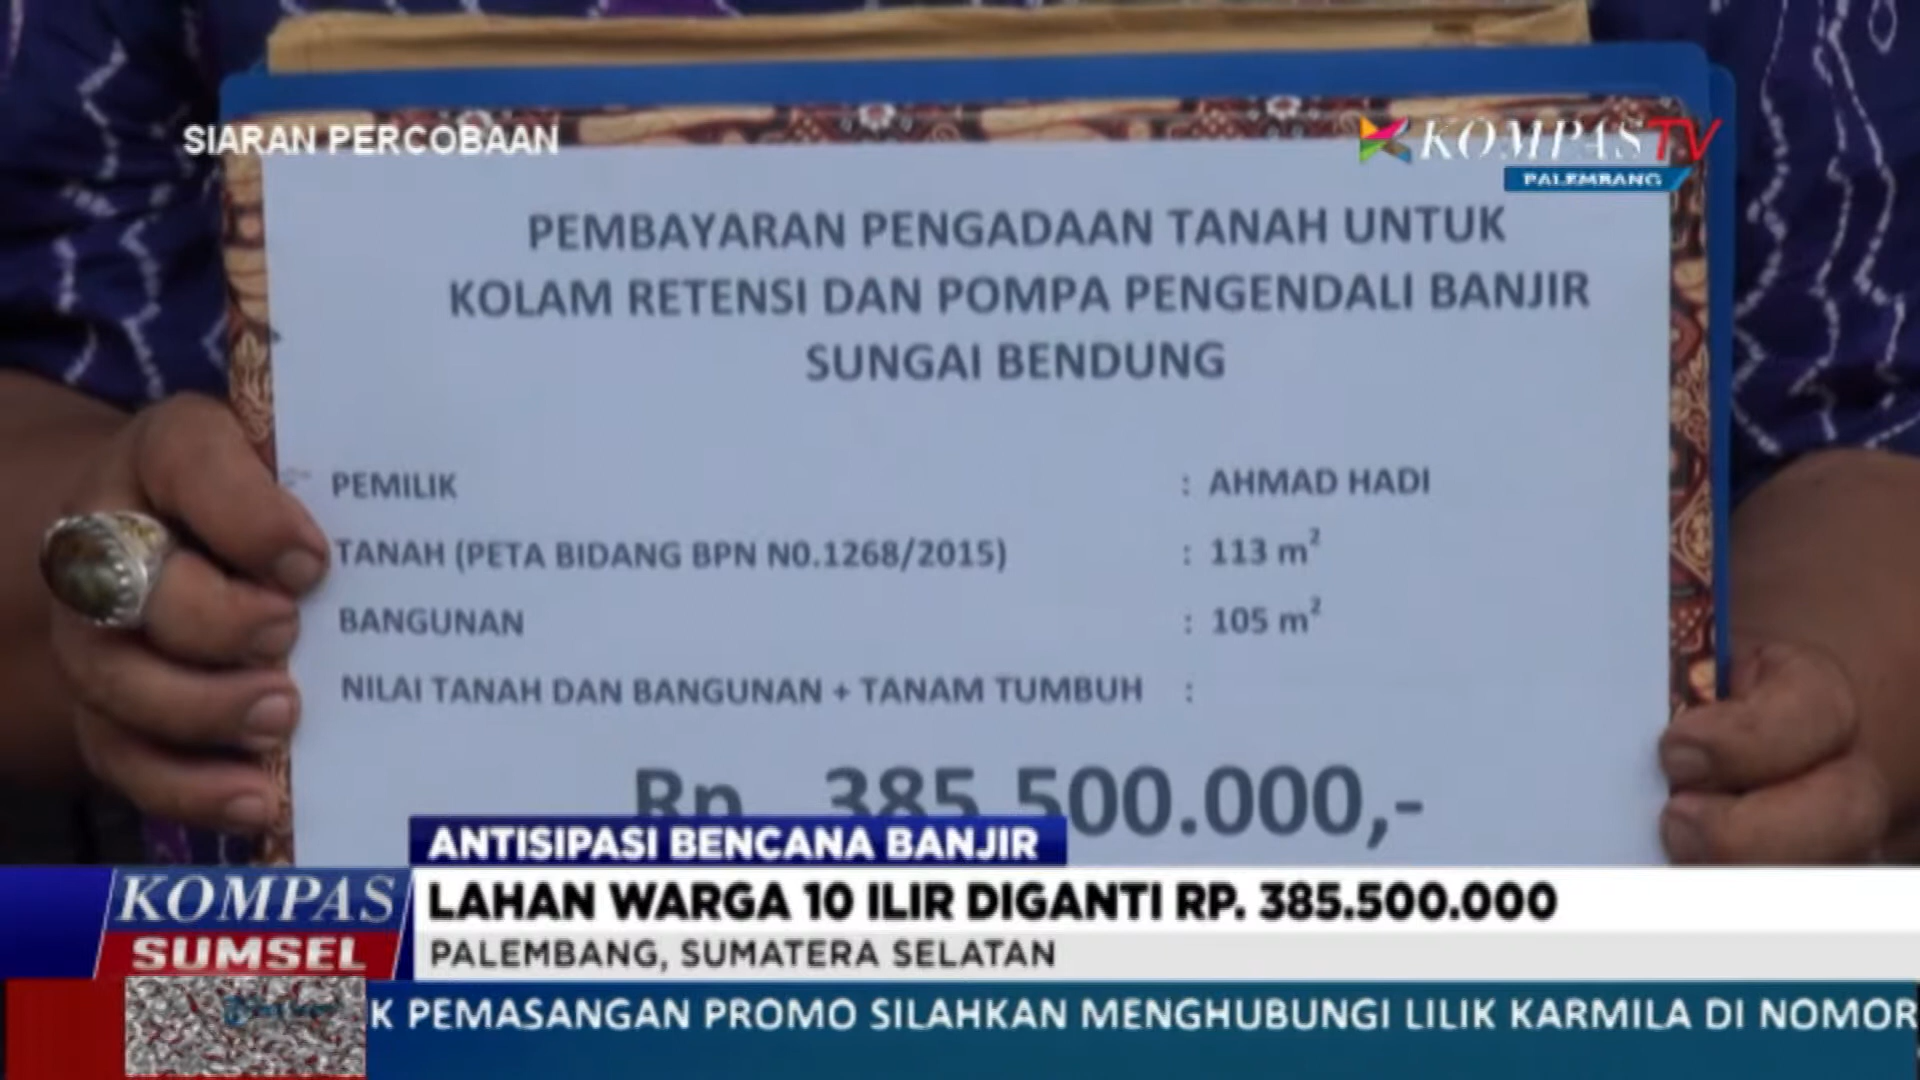 SIARAN PERCOBAAN
KOMPASTV
PALEMBANG
PEMBAYARAN PENGADAAN TANAH UNTUK
KOLAM RETENSI DAN POMPA PENGENDALI BANJIR
SUNGAI BENDUNG
PEMILIK : AHMAD HADI
TANAH (PETA BIDANG BPN N0.1268/2015) : 113 m²
BANGUNAN : 105 m²
NILAI TANAH DAN BANGUNAN + TANAM TUMBUH :
Rp 385.500.000,-
ANTISIPASI BENCANA BANJIR
KOMPAS
SUMSEL
LAHAN WARGA 10 ILIR DIGANTI RP. 385.500.000
PALEMBANG, SUMATERA SELATAN
K PEMASANGAN PROMO SILAHKAN MENGHUBUNGI LILIK KARMILA DI NOMOR